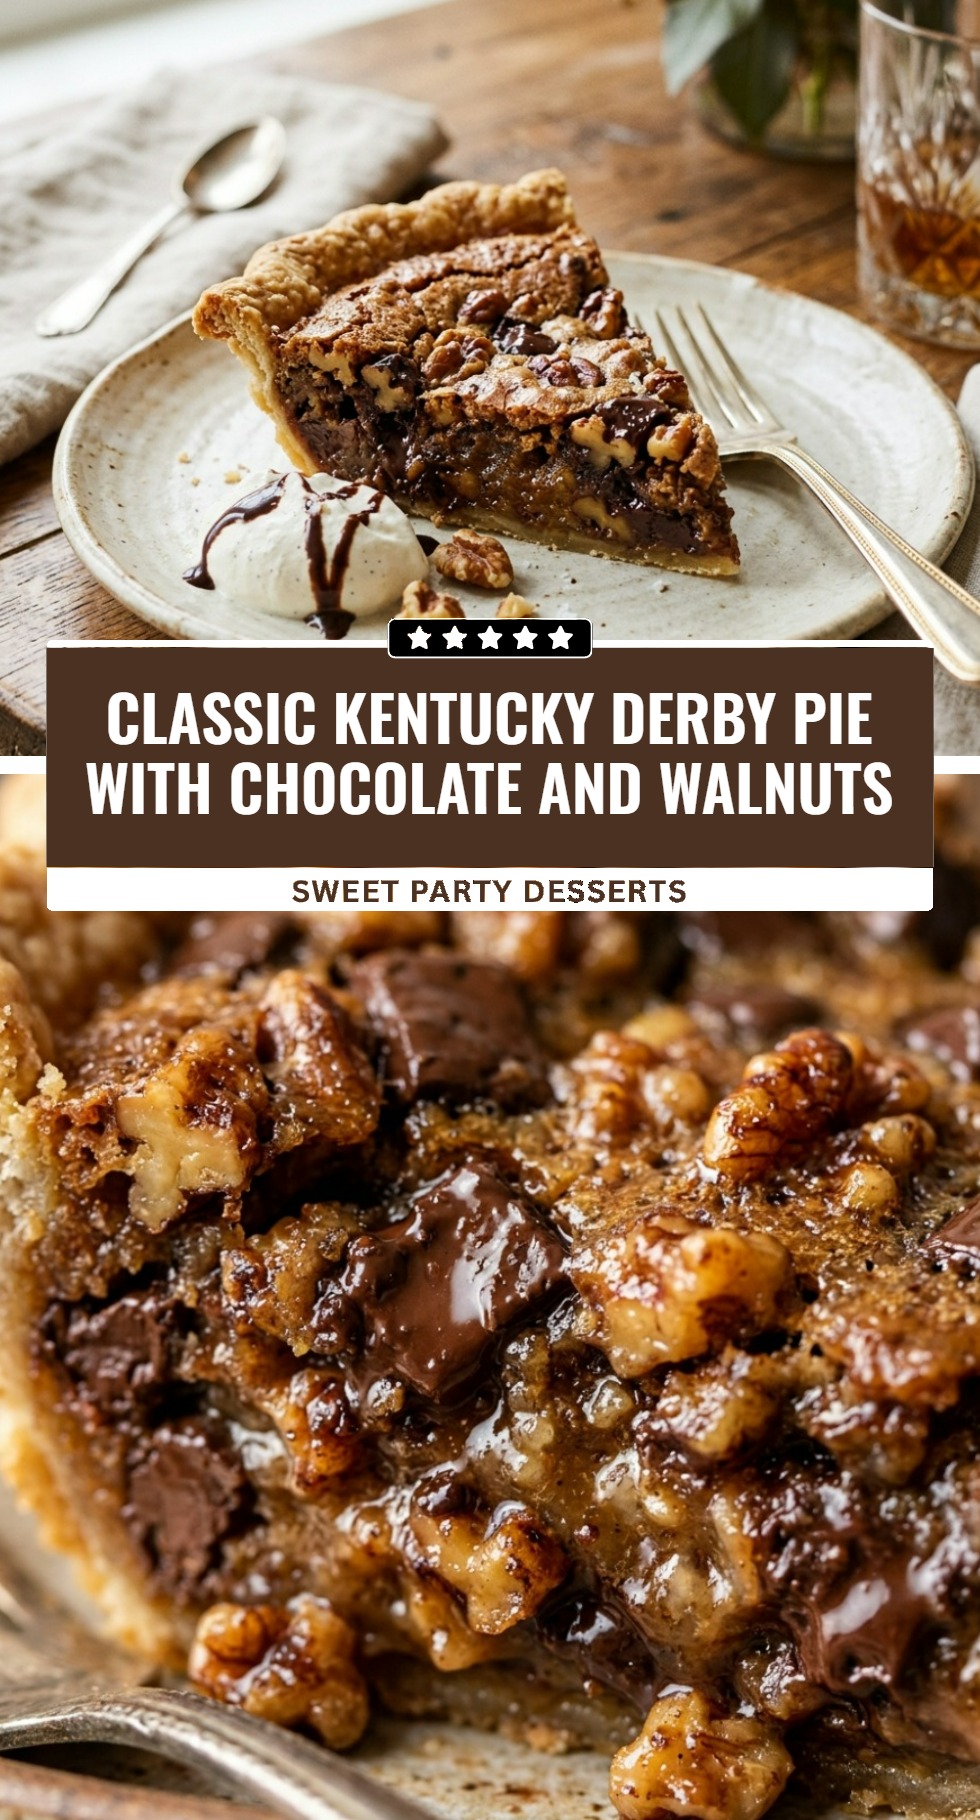 CLASSIC KENTUCKY DERBY PIE
WITH CHOCOLATE AND WALNUTS
SWEET PARTY DESSERTS